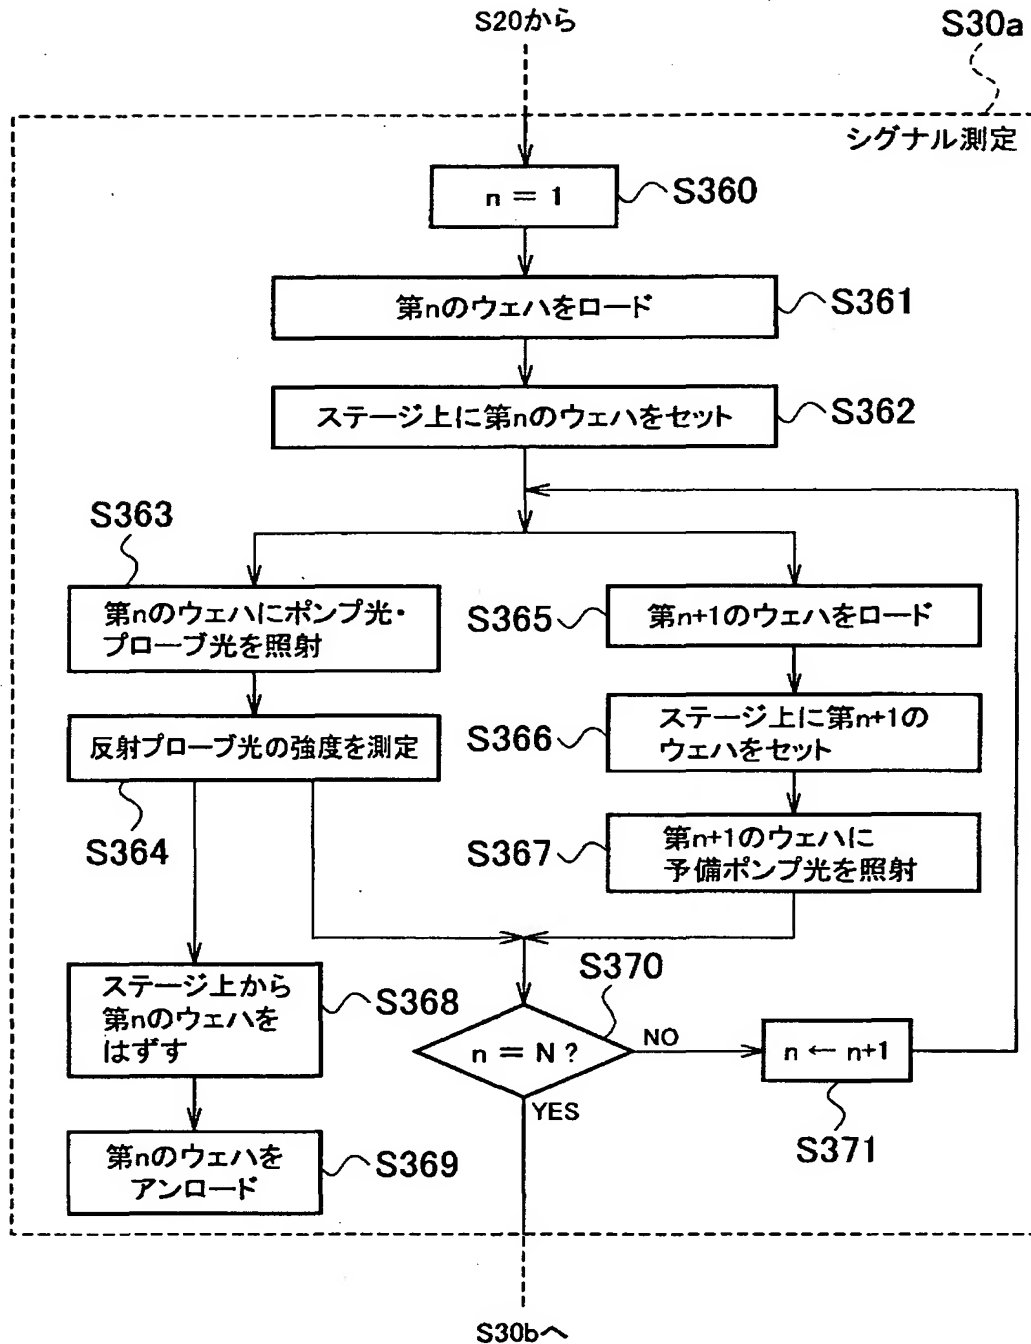 S20から
S30a
シグナル測定
n = 1
S360
第nのウェハをロード
S361
ステージ上に第nのウェハをセット
S362
S363
第nのウェハにポンプ光・
プローブ光を照射
S365
第n+1のウェハをロード
反射プローブ光の強度を測定
S364
S366
ステージ上に第n+1の
ウェハをセット
S367
第n+1のウェハに
予備ポンプ光を照射
ステージ上から
第nのウェハを
はずす
S368
S370
n = N ?
NO
n ← n+1
S371
YES
第nのウェハを
アンロード
S369
S30bへ